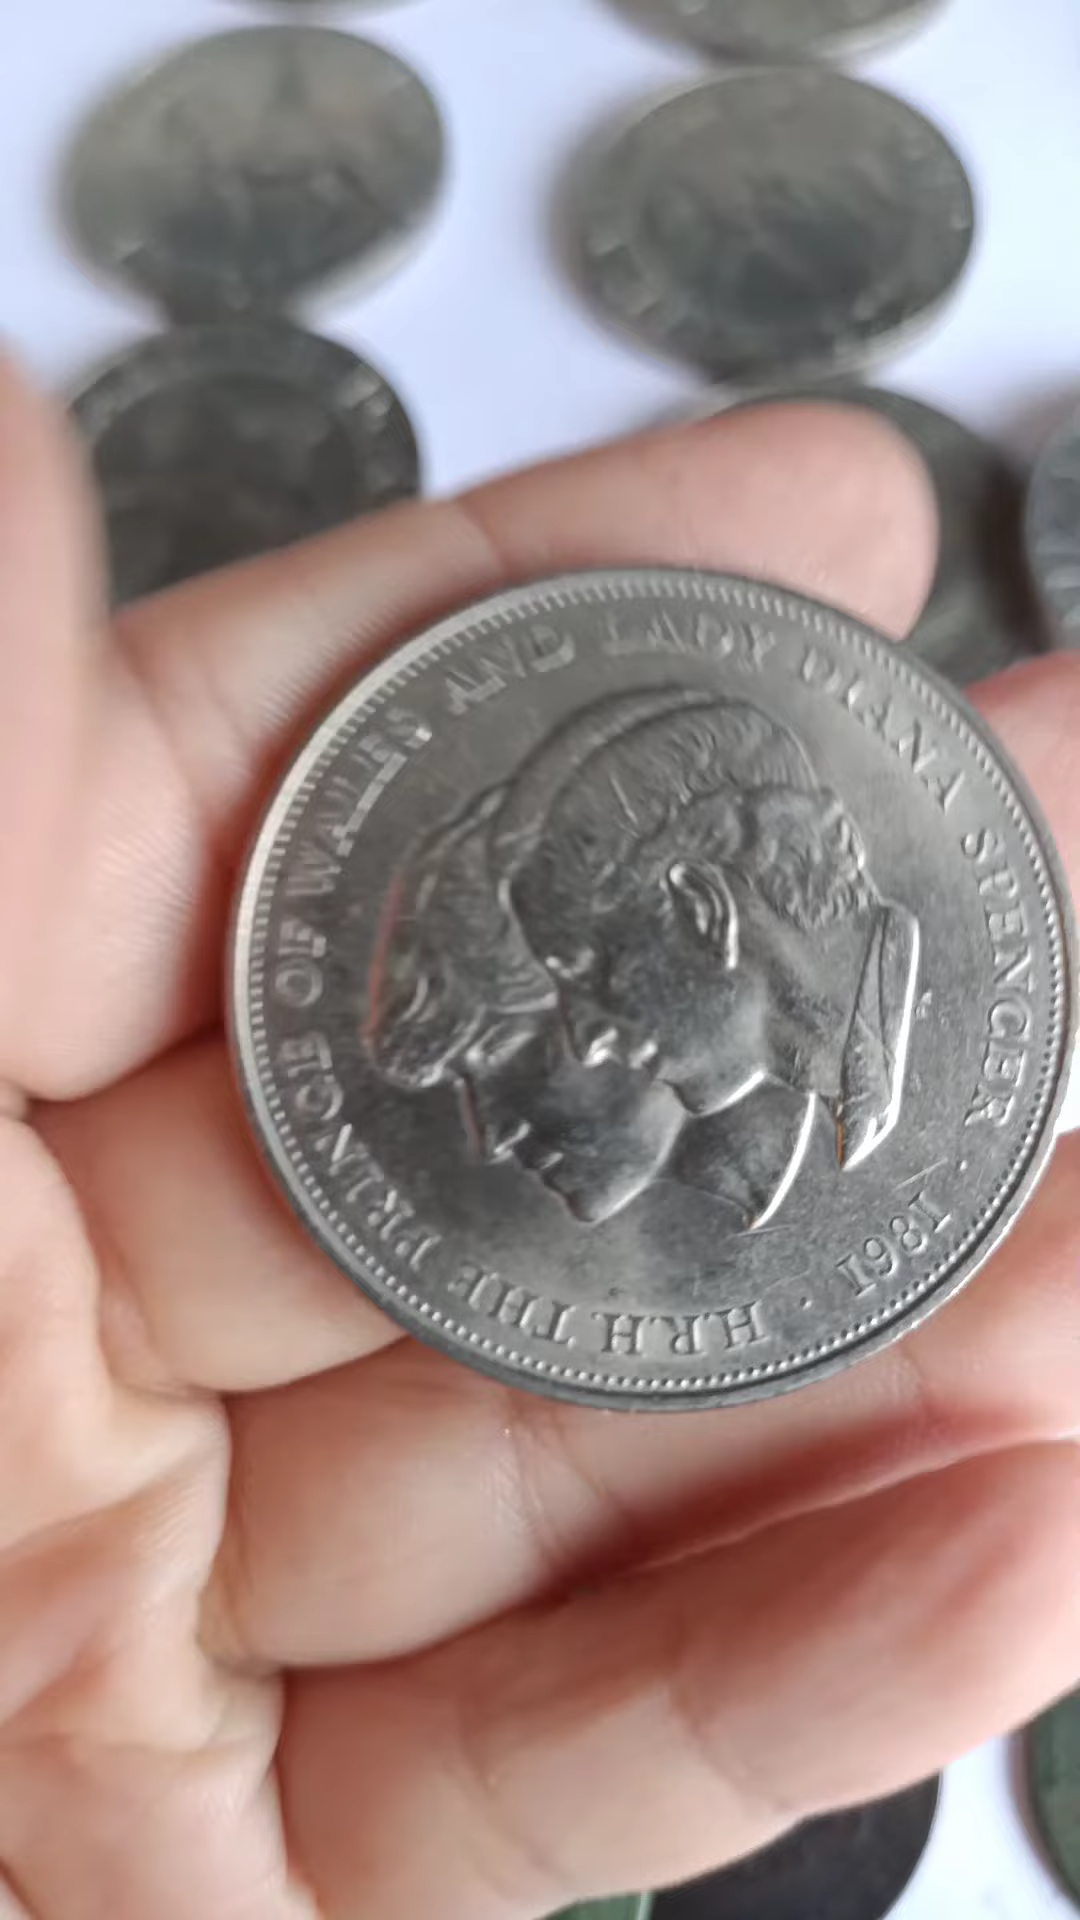 H.R.H. THE PRINCE OF WALES AND LADY DIANA SPENCER
· 1981 ·